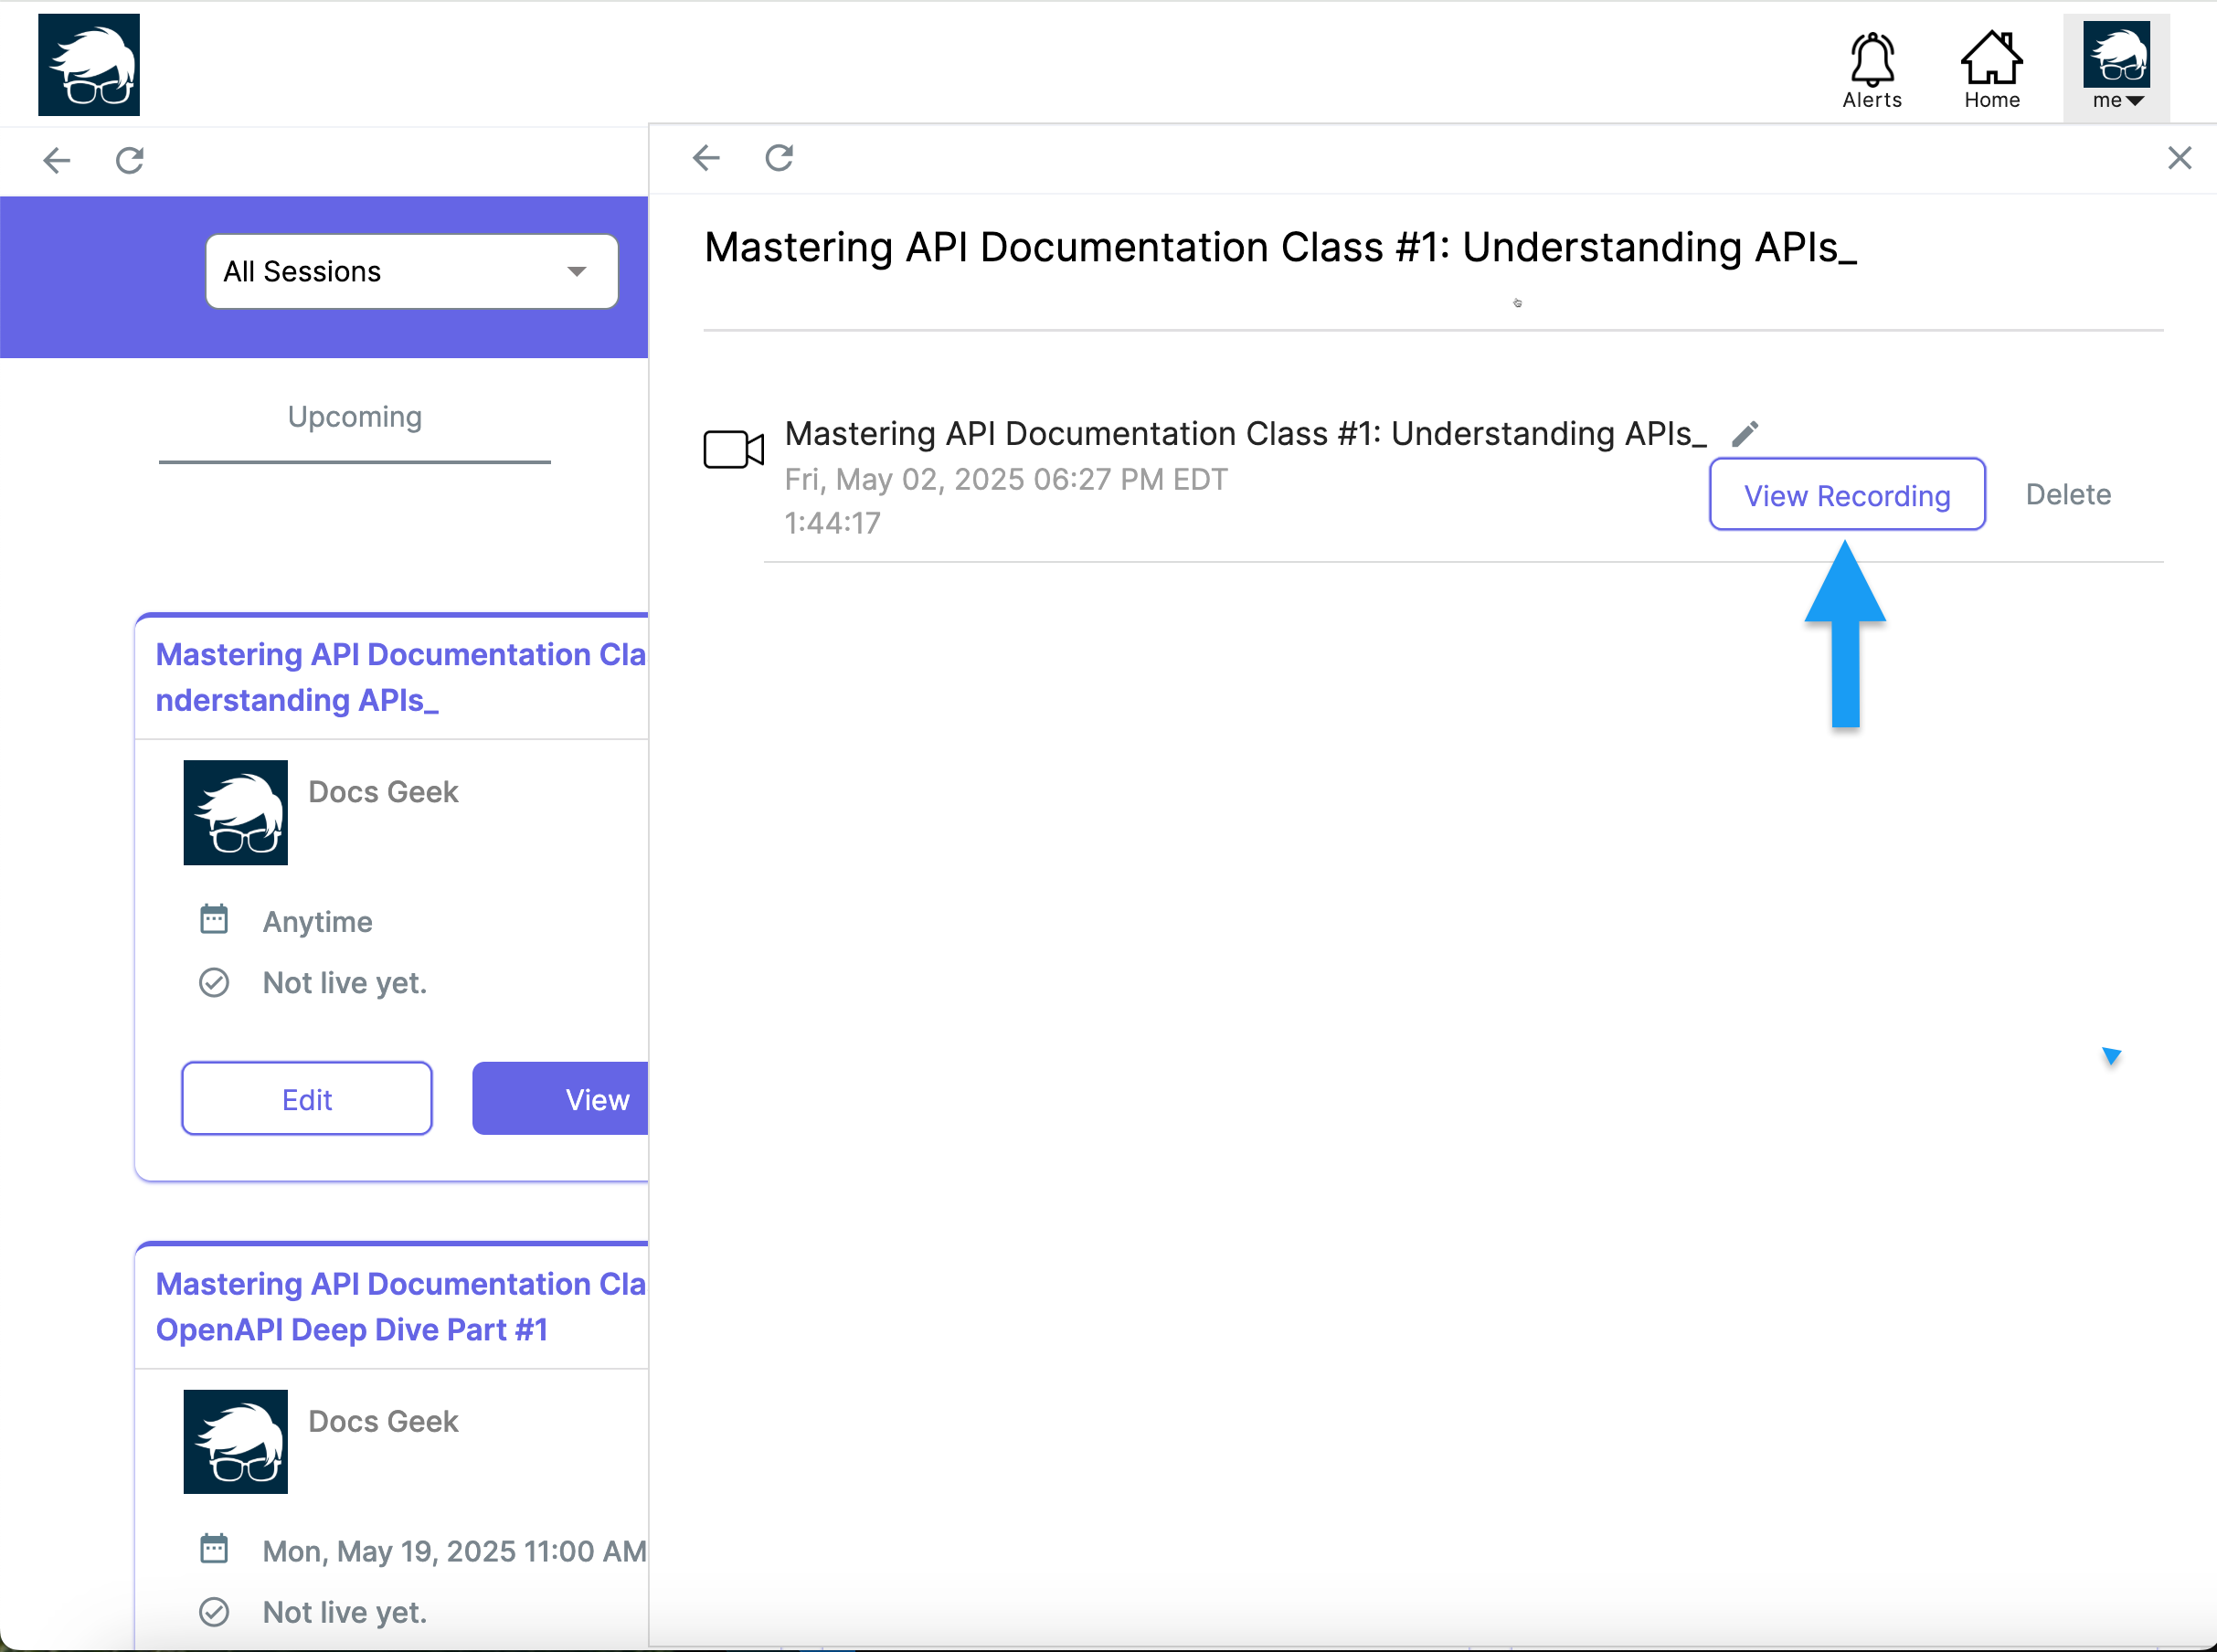 Alerts
Home
me
All Sessions
Upcoming
Mastering API Documentation Cla
nderstanding APIs_
Docs Geek
Anytime
Not live yet.
Edit
View
Mastering API Documentation Cla
OpenAPI Deep Dive Part #1
Docs Geek
Mon, May 19, 2025 11:00 AM
Not live yet.
Mastering API Documentation Class #1: Understanding APIs_
Mastering API Documentation Class #1: Understanding APIs_
Fri, May 02, 2025 06:27 PM EDT
1:44:17
View Recording
Delete